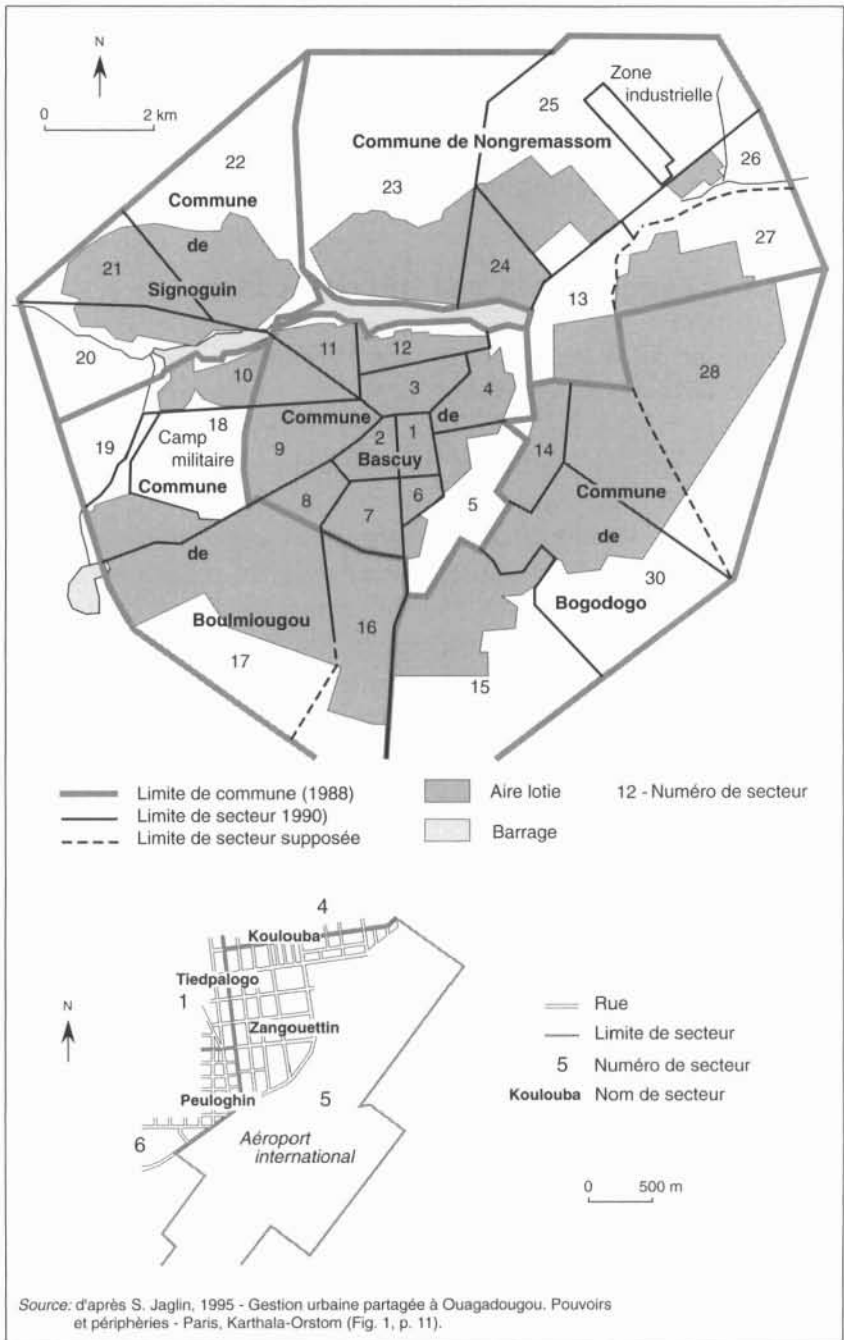 N
0 2 km
Zone
industrielle
25
Commune de Nongremassom
26
22
Commune
23
de
27
21
24
Signoguin
13
20
11
12
10
28
3
4
18
19
Camp
militaire
Commune
Commune
de
1
2
9
Bascuy
14
8
6
5
7
Commune
de
de
30
Boulmiougou
16
Bogodogo
17
15
Limite de commune (1988)
Limite de secteur 1990)
Limite de secteur supposée
Aire lotie
Barrage
12 - Numéro de secteur
4
Koulouba
Tiedpalogo
N
1
Zangouettin
Peuloghin
5
6
Aéroport
international
Rue
Limite de secteur
5 Numéro de secteur
Koulouba Nom de secteur
0 500 m
Source: d'après S. Jaglin, 1995 - Gestion urbaine partagée à Ouagadougou. Pouvoirs
et périphèries - Paris, Karthala-Orstom (Fig. 1, p. 11).